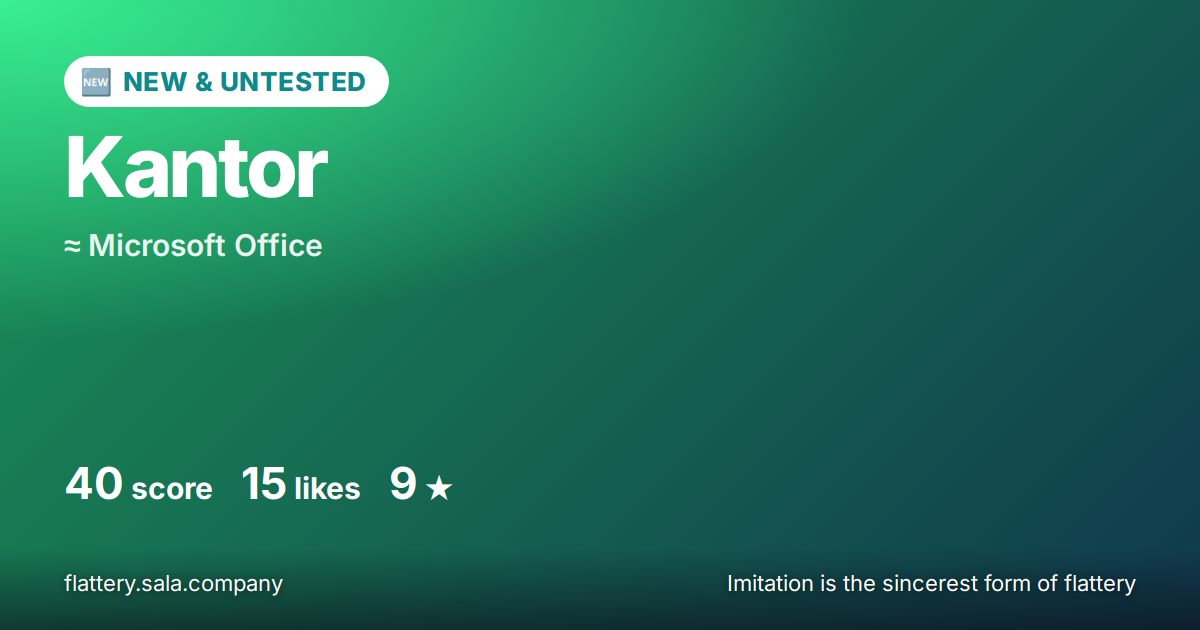 🆕 NEW & UNTESTED
Kantor
≈ Microsoft Office
40 score 15 likes 9 ★
flattery.sala.company
Imitation is the sincerest form of flattery